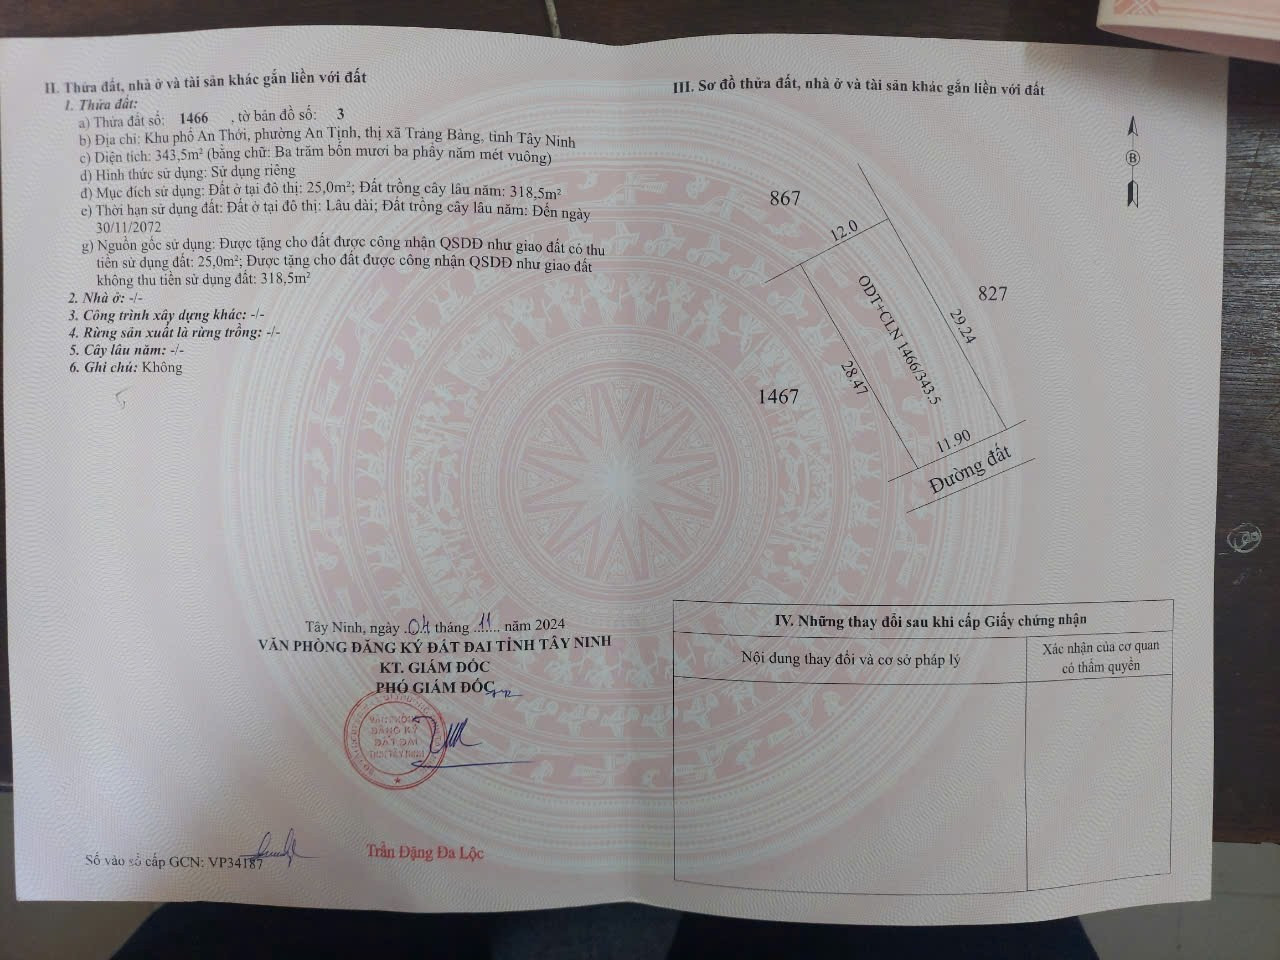 II. Thửa đất, nhà ở và tài sản khác gắn liền với đất
1. Thửa đất:
a) Thửa đất số: 1466 , tờ bản đồ số: 3
b) Địa chỉ: Khu phố An Thới, phường An Tịnh, thị xã Trảng Bàng, tỉnh Tây Ninh
c) Diện tích: 343,5m² (bằng chữ: Ba trăm bốn mươi ba phẩy năm mét vuông)
d) Hình thức sử dụng: Sử dụng riêng
đ) Mục đích sử dụng: Đất ở tại đô thị: 25,0m²; Đất trồng cây lâu năm: 318,5m²
e) Thời hạn sử dụng đất: Đất ở tại đô thị: Lâu dài; Đất trồng cây lâu năm: Đến ngày
30/11/2072
g) Nguồn gốc sử dụng: Được tặng cho đất được công nhận QSDĐ như giao đất có thu
tiền sử dụng đất: 25,0m²; Được tặng cho đất được công nhận QSDĐ như giao đất
không thu tiền sử dụng đất: 318,5m²
2. Nhà ở: -/-
3. Công trình xây dựng khác: -/-
4. Rừng sản xuất là rừng trồng: -/-
5. Cây lâu năm: -/-
6. Ghi chú: Không
Tây Ninh, ngày .04 tháng ..11.. năm 2024
VĂN PHÒNG ĐĂNG KÝ ĐẤT ĐAI TỈNH TÂY NINH
KT. GIÁM ĐỐC
PHÓ GIÁM ĐỐC
VĂN PHÒNG
ĐĂNG KÝ
ĐẤT ĐAI
TỈNH TÂY NINH
Trần Đặng Đa Lộc
Số vào sổ cấp GCN: VP34187
III. Sơ đồ thửa đất, nhà ở và tài sản khác gắn liền với đất
B
867
12.0
827
ODT+CLN 1466/343.5
29.24
28.47
1467
11.90
Đường đất
IV. Những thay đổi sau khi cấp Giấy chứng nhận
Nội dung thay đổi và cơ sở pháp lý
Xác nhận của cơ quan
có thẩm quyền